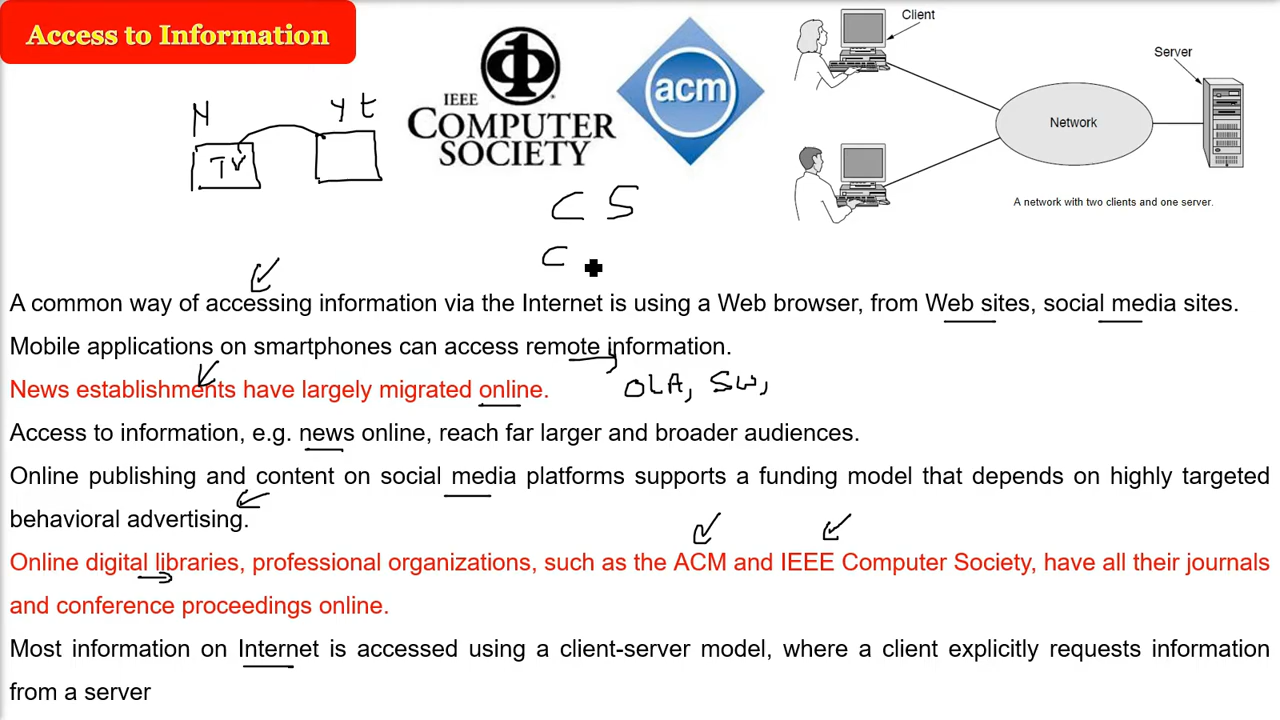 Access to Information
N
Y t
TV
IEEE
COMPUTER
SOCIETY
acm
Client
Server
Network
A network with two clients and one server.
C S
C
A common way of accessing information via the Internet is using a Web browser, from Web sites, social media sites.
Mobile applications on smartphones can access remote information.
News establishments have largely migrated online.
OLA, SW,
Access to information, e.g. news online, reach far larger and broader audiences.
Online publishing and content on social media platforms supports a funding model that depends on highly targeted
behavioral advertising.
Online digital libraries, professional organizations, such as the ACM and IEEE Computer Society, have all their journals
and conference proceedings online.
Most information on Internet is accessed using a client-server model, where a client explicitly requests information
from a server